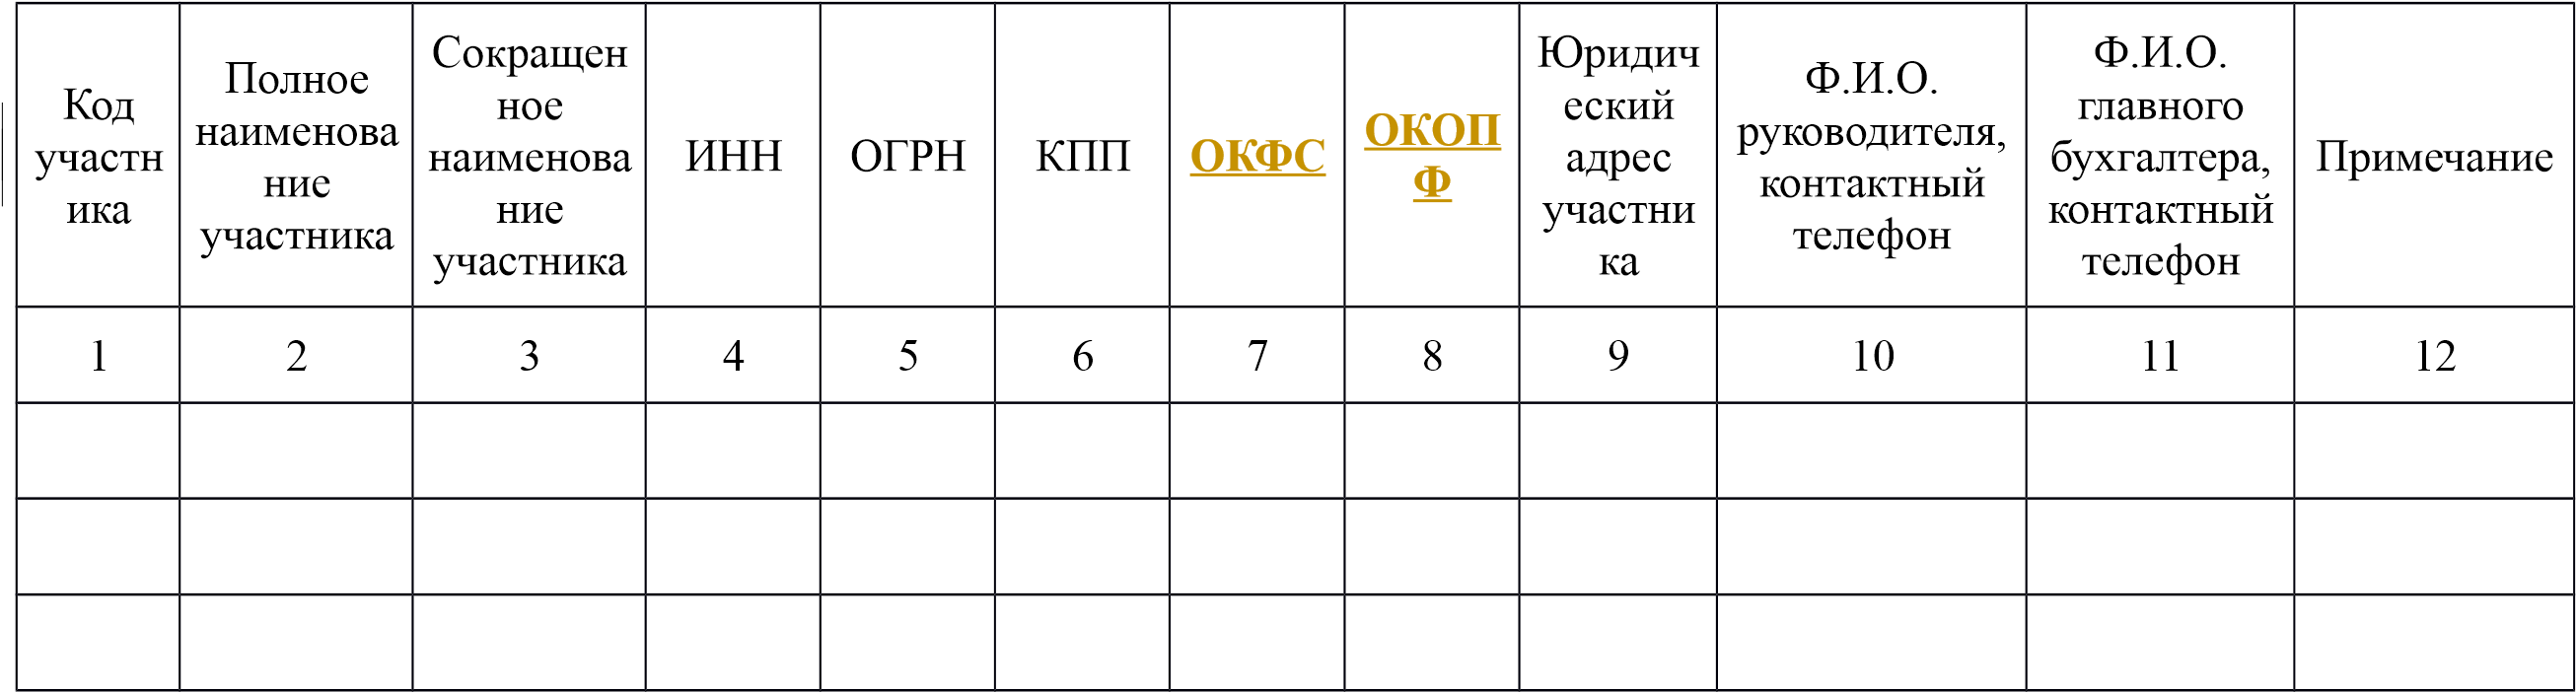 Код
участн
ика
Полное
наименова
ние
участника
Сокращен
ное
наименова
ние
участника
ИНН
ОГРН
КПП
ОКФС
ОКОП
Ф
Юридич
еский
адрес
участни
ка
Ф.И.О.
руководителя,
контактный
телефон
Ф.И.О.
главного
бухгалтера,
контактный
телефон
Примечание
1 2 3 4 5 6 7 8 9 10 11 12